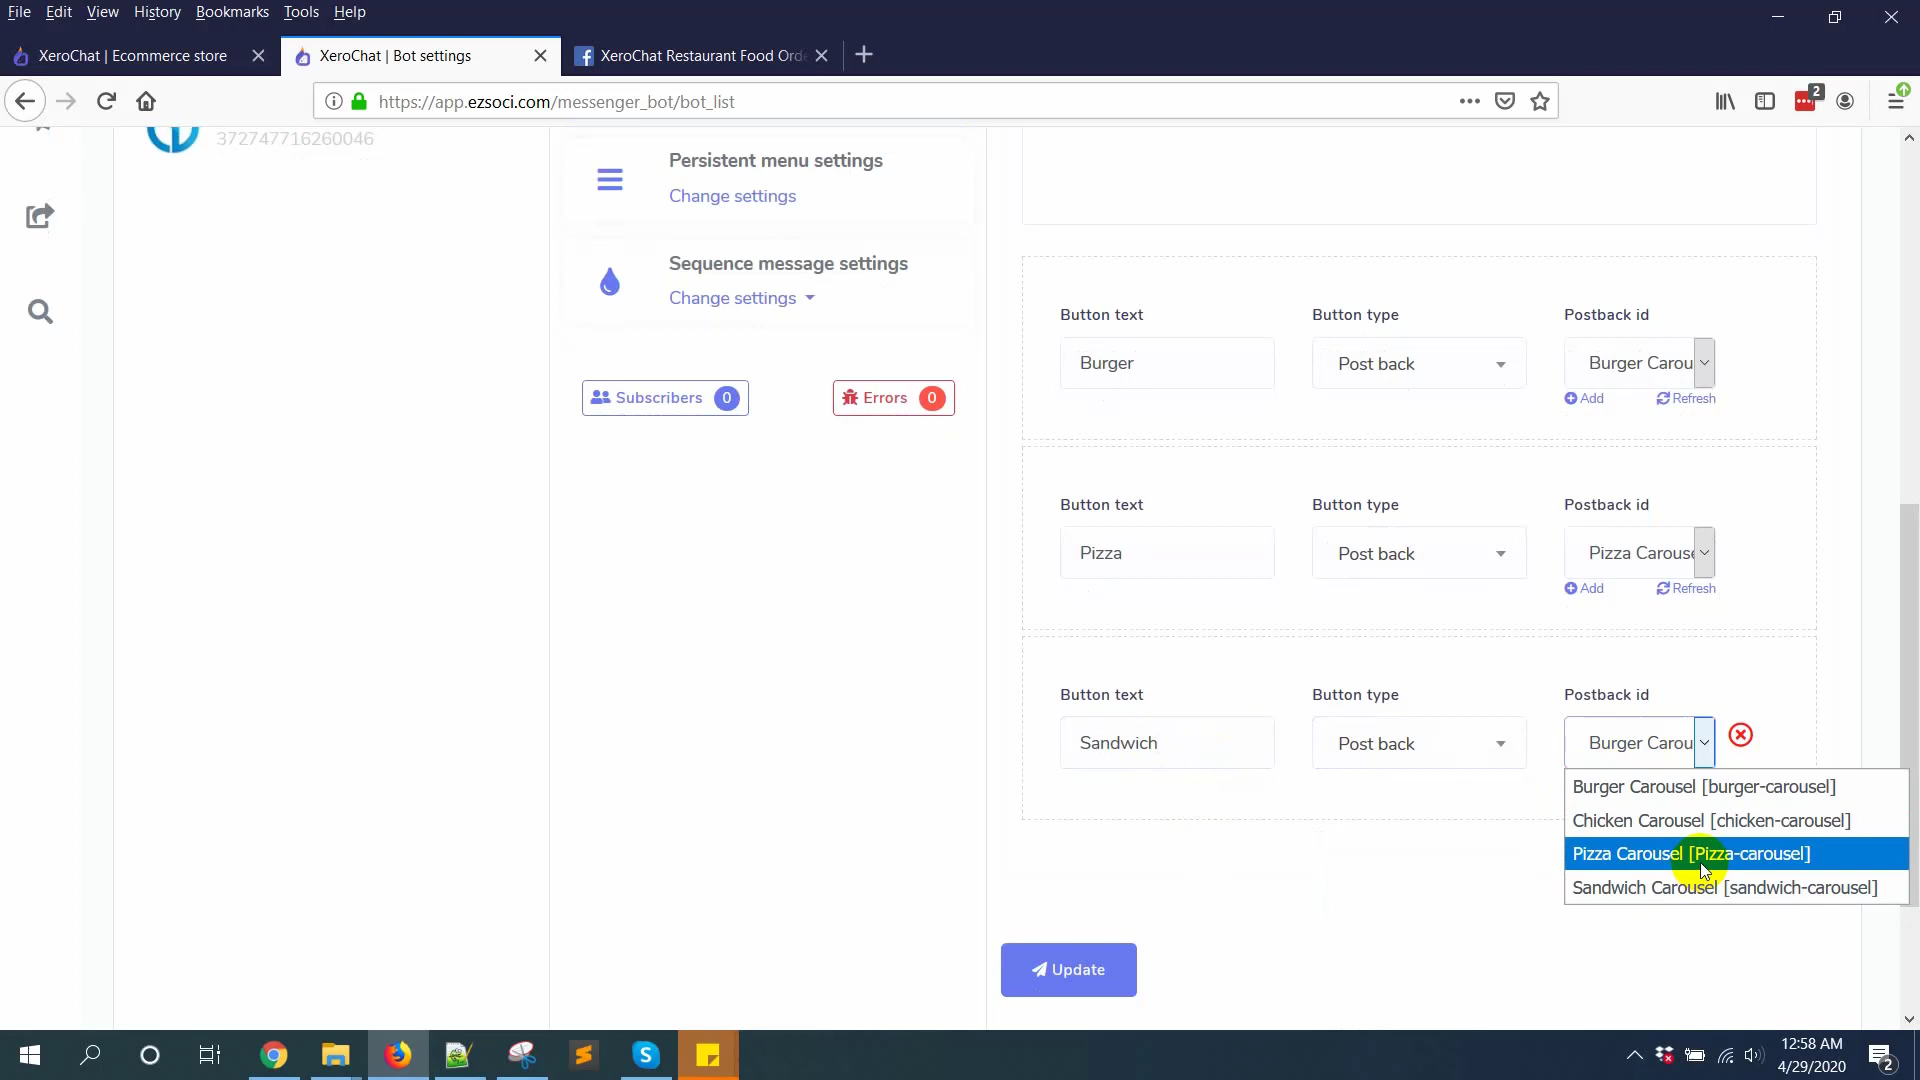 File Edit View History Bookmarks Tools Help
XeroChat | Ecommerce store
XeroChat | Bot settings
XeroChat Restaurant Food Orde
https://app.ezsoci.com/messenger_bot/bot_list
2
372747716260046
Persistent menu settings
Change settings
Sequence message settings
Change settings
Subscribers 0
Errors 0
Button text Button type Postback id
Burger Post back Burger Carou
Add Refresh
Button text Button type Postback id
Pizza Post back Pizza Carouse
Add Refresh
Button text Button type Postback id
Sandwich Post back Burger Carou
Burger Carousel [burger-carousel]
Chicken Carousel [chicken-carousel]
Pizza Carousel [Pizza-carousel]
Sandwich Carousel [sandwich-carousel]
Update
12:58 AM
4/29/2020
2